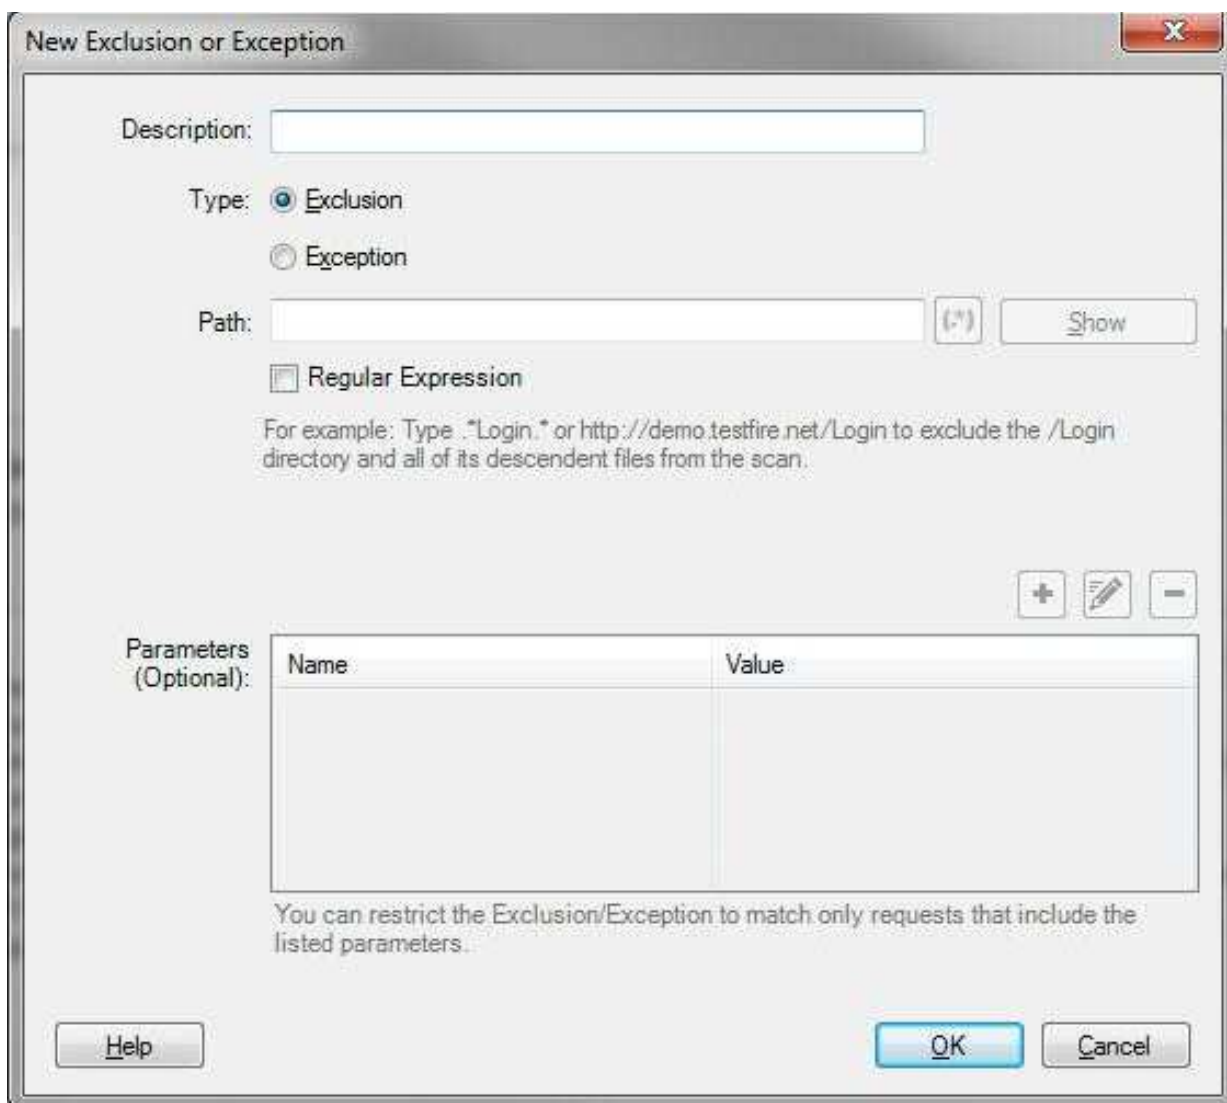 New Exclusion or Exception
X
Description:
Type:
Exclusion
Exception
Path:
(.*)
Show
Regular Expression
For example: Type .*Login.* or http://demo.testfire.net/Login to exclude the /Login
directory and all of its descendent files from the scan.
+
-
Parameters
(Optional):
Name
Value
You can restrict the Exclusion/Exception to match only requests that include the
listed parameters.
Help
OK
Cancel